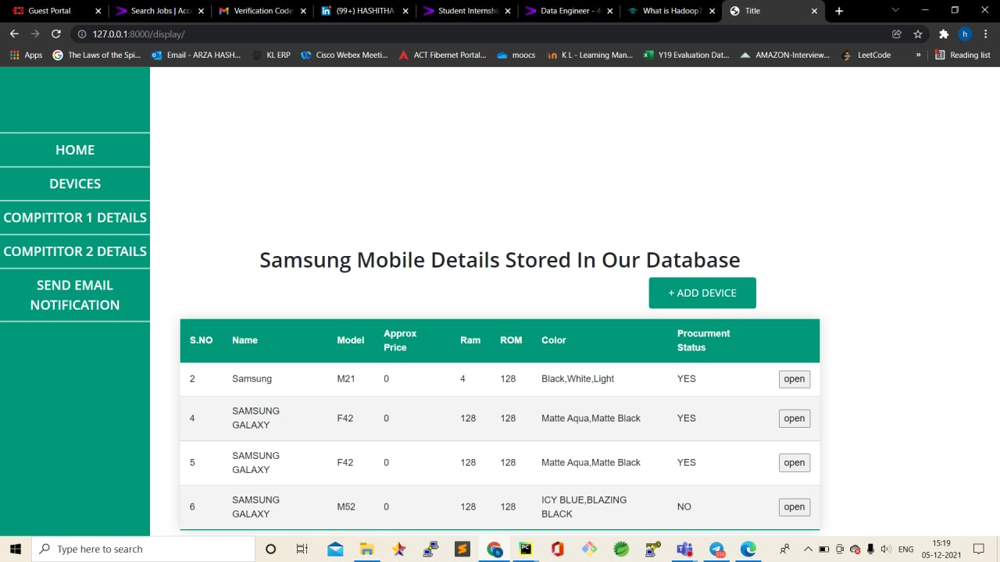 Guest Portal
Search Jobs | Acc
Verification Code
(99+) HASHITHA
Student Internshi
Data Engineer - 4
What is Hadoop?
Title
127.0.0.1:8000/display/
h
Apps
The Laws of the Spi...
Email - ARZA HASH...
KL ERP
Cisco Webex Meeti...
ACT Fibernet Portal...
moocs
K L - Learning Man...
Y19 Evaluation Dat...
AMAZON-Interview...
LeetCode
»
Reading list
HOME
DEVICES
COMPITITOR 1 DETAILS
COMPITITOR 2 DETAILS
SEND EMAIL
NOTIFICATION
Samsung Mobile Details Stored In Our Database
+ ADD DEVICE
S.NO Name Model Approx Price Ram ROM Color Procurment Status
2 Samsung M21 0 4 128 Black,White,Light YES open
4 SAMSUNG GALAXY F42 0 128 128 Matte Aqua,Matte Black YES open
5 SAMSUNG GALAXY F42 0 128 128 Matte Aqua,Matte Black YES open
6 SAMSUNG GALAXY M52 0 128 128 ICY BLUE,BLAZING BLACK NO open
Type here to search
ENG
15:19
05-12-2021